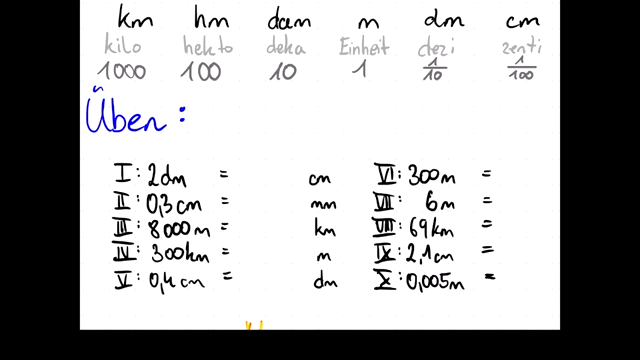 km hm dam m dm cm
kilo hekto deka Einheit dezi zenti
1000 100 10 1 1/10 1/100
Üben:
I: 2dm = cm VI: 300m =
II: 0,3cm = mm VII: 6m =
III: 8000m = km VIII: 69km =
IV: 300km = m IX: 2,1cm =
V: 0,4cm = dm X: 0,005m =